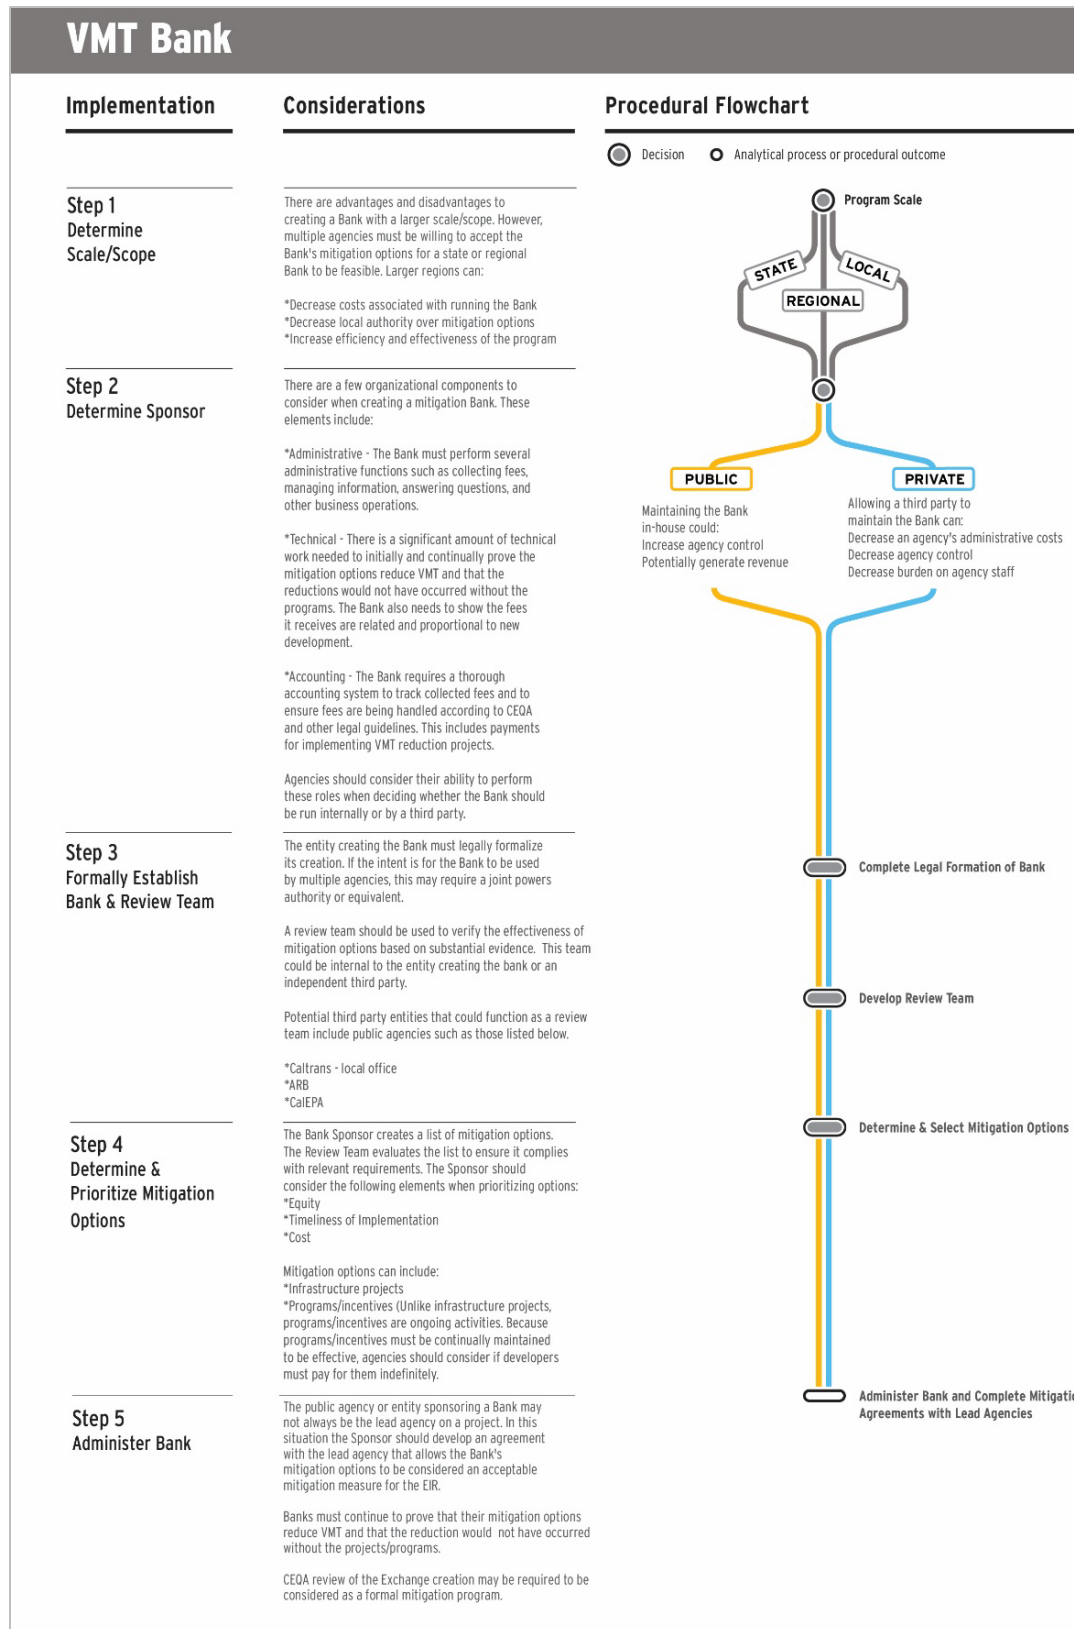 VMT Bank
Implementation
Considerations
Procedural Flowchart
Decision
Analytical process or procedural outcome
Step 1
Determine
Scale/Scope
There are advantages and disadvantages to
creating a Bank with a larger scale/scope. However,
multiple agencies must be willing to accept the
Bank's mitigation options for a state or regional
Bank to be feasible. Larger regions can:
*Decrease costs associated with running the Bank
*Decrease local authority over mitigation options
*Increase efficiency and effectiveness of the program
Program Scale
STATE
LOCAL
REGIONAL
Step 2
Determine Sponsor
There are a few organizational components to
consider when creating a mitigation Bank. These
elements include:
*Administrative - The Bank must perform several
administrative functions such as collecting fees,
managing information, answering questions, and
other business operations.
*Technical - There is a significant amount of technical
work needed to initially and continually prove the
mitigation options reduce VMT and that the
reductions would not have occurred without the
programs. The Bank also needs to show the fees
it receives are related and proportional to new
development.
*Accounting - The Bank requires a thorough
accounting system to track collected fees and to
ensure fees are being handled according to CEQA
and other legal guidelines. This includes payments
for implementing VMT reduction projects.
Agencies should consider their ability to perform
these roles when deciding whether the Bank should
be run internally or by a third party.
PUBLIC
Maintaining the Bank
in-house could:
Increase agency control
Potentially generate revenue
PRIVATE
Allowing a third party to
maintain the Bank can:
Decrease an agency's administrative costs
Decrease agency control
Decrease burden on agency staff
Step 3
Formally Establish
Bank & Review Team
The entity creating the Bank must legally formalize
its creation. If the intent is for the Bank to be used
by multiple agencies, this may require a joint powers
authority or equivalent.
A review team should be used to verify the effectiveness of
mitigation options based on substantial evidence. This team
could be internal to the entity creating the bank or an
independent third party.
Potential third party entities that could function as a review
team include public agencies such as those listed below.
*Caltrans - local office
*ARB
*CalEPA
Complete Legal Formation of Bank
Develop Review Team
Step 4
Determine &
Prioritize Mitigation
Options
The Bank Sponsor creates a list of mitigation options.
The Review Team evaluates the list to ensure it complies
with relevant requirements. The Sponsor should
consider the following elements when prioritizing options:
*Equity
*Timeliness of Implementation
*Cost
Mitigation options can include:
*Infrastructure projects
*Programs/incentives (Unlike infrastructure projects,
programs/incentives are ongoing activities. Because
programs/incentives must be continually maintained
to be effective, agencies should consider if developers
must pay for them indefinitely.
Determine & Select Mitigation Options
Step 5
Administer Bank
The public agency or entity sponsoring a Bank may
not always be the lead agency on a project. In this
situation the Sponsor should develop an agreement
with the lead agency that allows the Bank's
mitigation options to be considered an acceptable
mitigation measure for the EIR.
Banks must continue to prove that their mitigation options
reduce VMT and that the reduction would not have occurred
without the projects/programs.
CEQA review of the Exchange creation may be required to be
considered as a formal mitigation program.
Administer Bank and Complete Mitigatio
Agreements with Lead Agencies